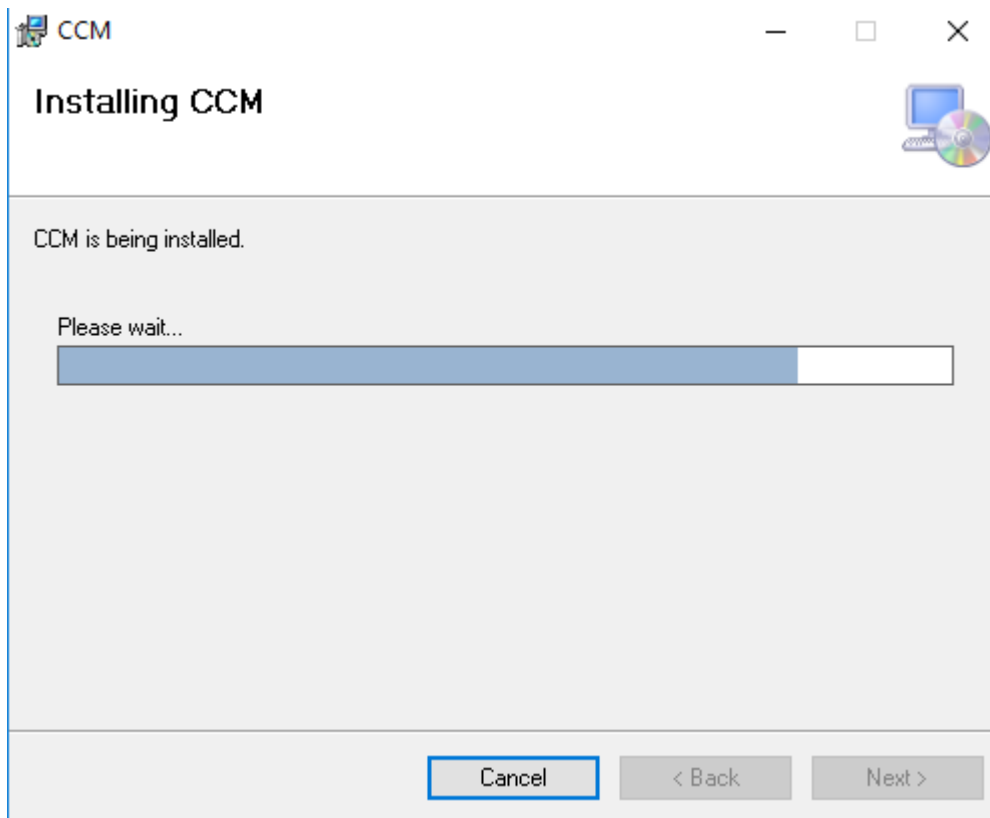 CCM
Installing CCM
CCM is being installed.
Please wait...
Cancel
< Back
Next >